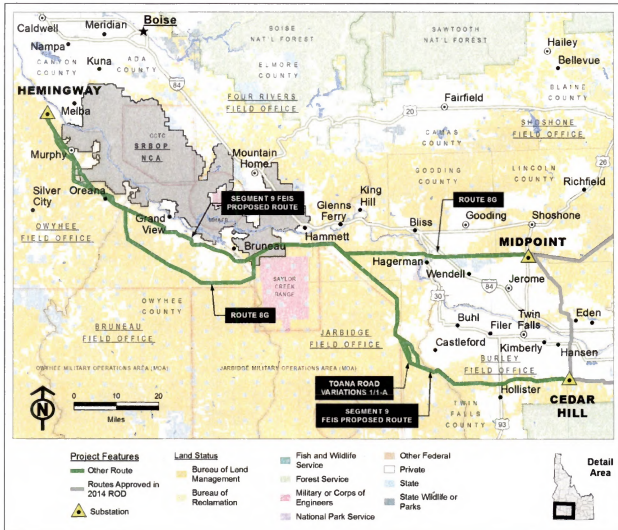 Boise
Caldwell
Meridian
Nampa
Kuna
CANYON
COUNTY
ADA
COUNTY
84
BOISE
NAT'L FOREST
SAWTOOTH
NAT'L FOREST
Hailey
Bellevue
ELMORE
COUNTY
BLAINE
COUNTY
HEMINGWAY
Melba
FOUR RIVERS
FIELD OFFICE
20
Fairfield
CAMAS
COUNTY
SHOSHONE
FIELD OFFICE
SRBOP
NCA
Murphy
Mountain
Home
GOODING
COUNTY
LINCOLN
COUNTY
26
Richfield
Silver
City
Oreana
SEGMENT 9 FEIS
PROPOSED ROUTE
Grand
View
Glenns
Ferry
King
Hill
ROUTE 8G
Bliss
Gooding
Shoshone
OWYHEE
FIELD OFFICE
Bruneau
Hammett
MIDPOINT
Hagerman
Wendell
84
Jerome
SAYLOR
CREEK
RANGE
30
ROUTE 8G
OWYHEE
COUNTY
Buhl
Filer
Twin
Falls
Eden
BRUNEAU
FIELD OFFICE
JARBIDGE
FIELD OFFICE
Castleford
Kimberly
Hansen
BURLEY
FIELD OFFICE
OWYHEE MILITARY OPERATIONS AREA (MOA)
JARBIDGE MILITARY OPERATIONS AREA (MOA)
TOANA ROAD
VARIATIONS 1/1-A
SEGMENT 9
FEIS PROPOSED ROUTE
Hollister
CEDAR
HILL
TWIN
FALLS
COUNTY
93
N
0 10 20
Miles
Project Features
Other Route
Routes Approved in
2014 ROD
Substation
Land Status
Bureau of Land
Management
Bureau of
Reclamation
Fish and Wildlife
Service
Forest Service
Military or Corps of
Engineers
National Park Service
Other Federal
Private
State
State Wildlife or
Parks
Detail
Area